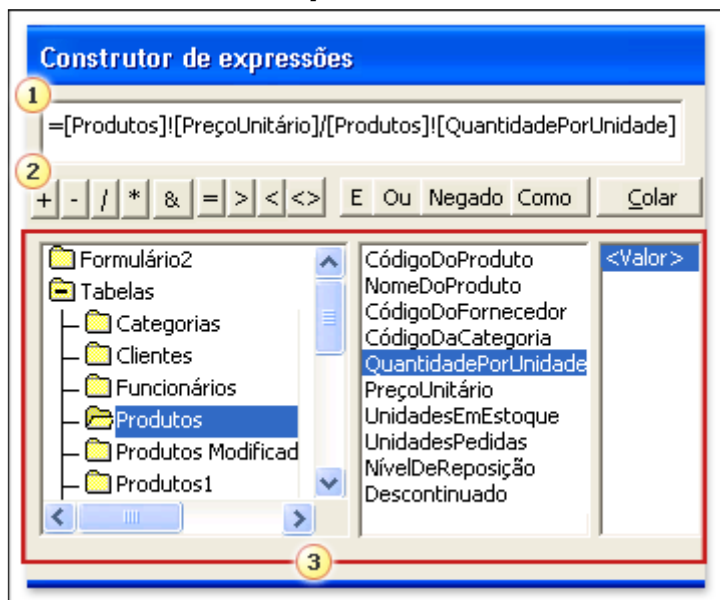 Construtor de expressões
1
=[Produtos]![PreçoUnitário]/[Produtos]![QuantidadePorUnidade]
2
+ - / * & = > < <> E Ou Negado Como Colar
Formulário2
Tabelas
Categorias
Clientes
Funcionários
Produtos
Produtos Modificad
Produtos1
CódigoDoProduto
NomeDoProduto
CódigoDoFornecedor
CódigoDaCategoria
QuantidadePorUnidade
PreçoUnitário
UnidadesEmEstoque
UnidadesPedidas
NívelDeReposição
Descontinuado
<Valor>
3